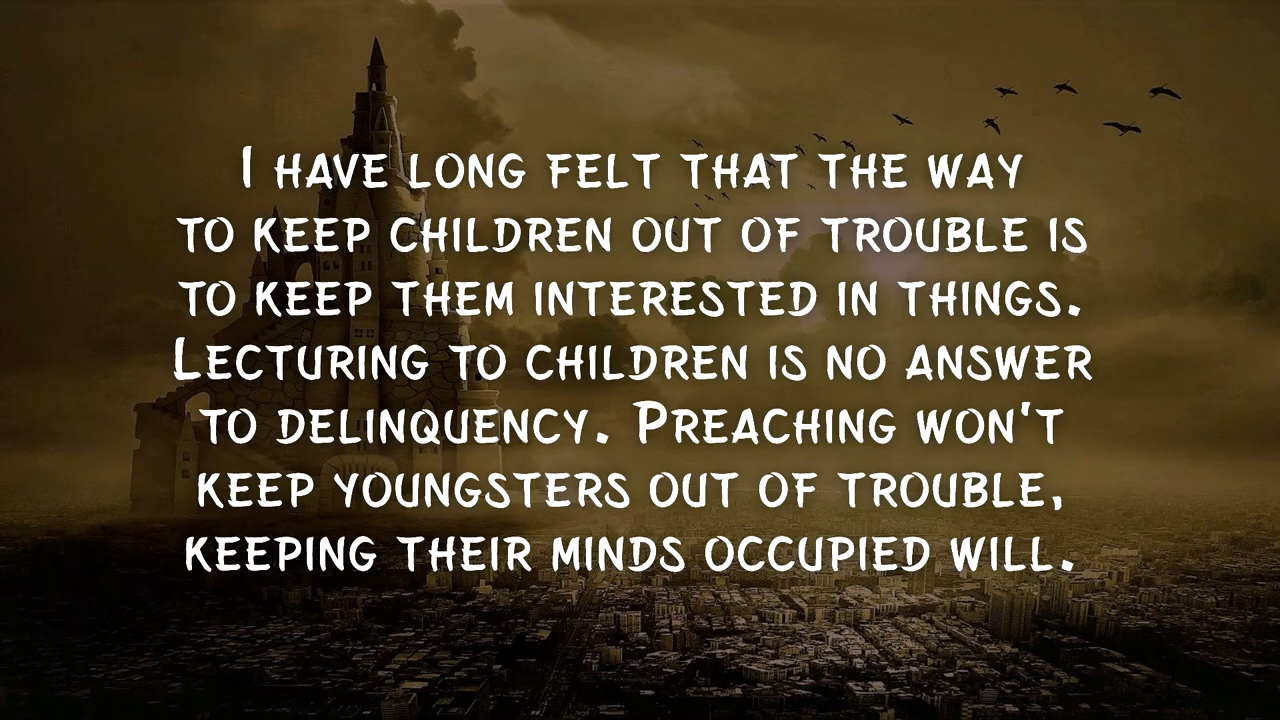 I have long felt that the way
to keep children out of trouble is
to keep them interested in things.
Lecturing to children is no answer
to delinquency. Preaching won't
keep youngsters out of trouble,
keeping their minds occupied will.